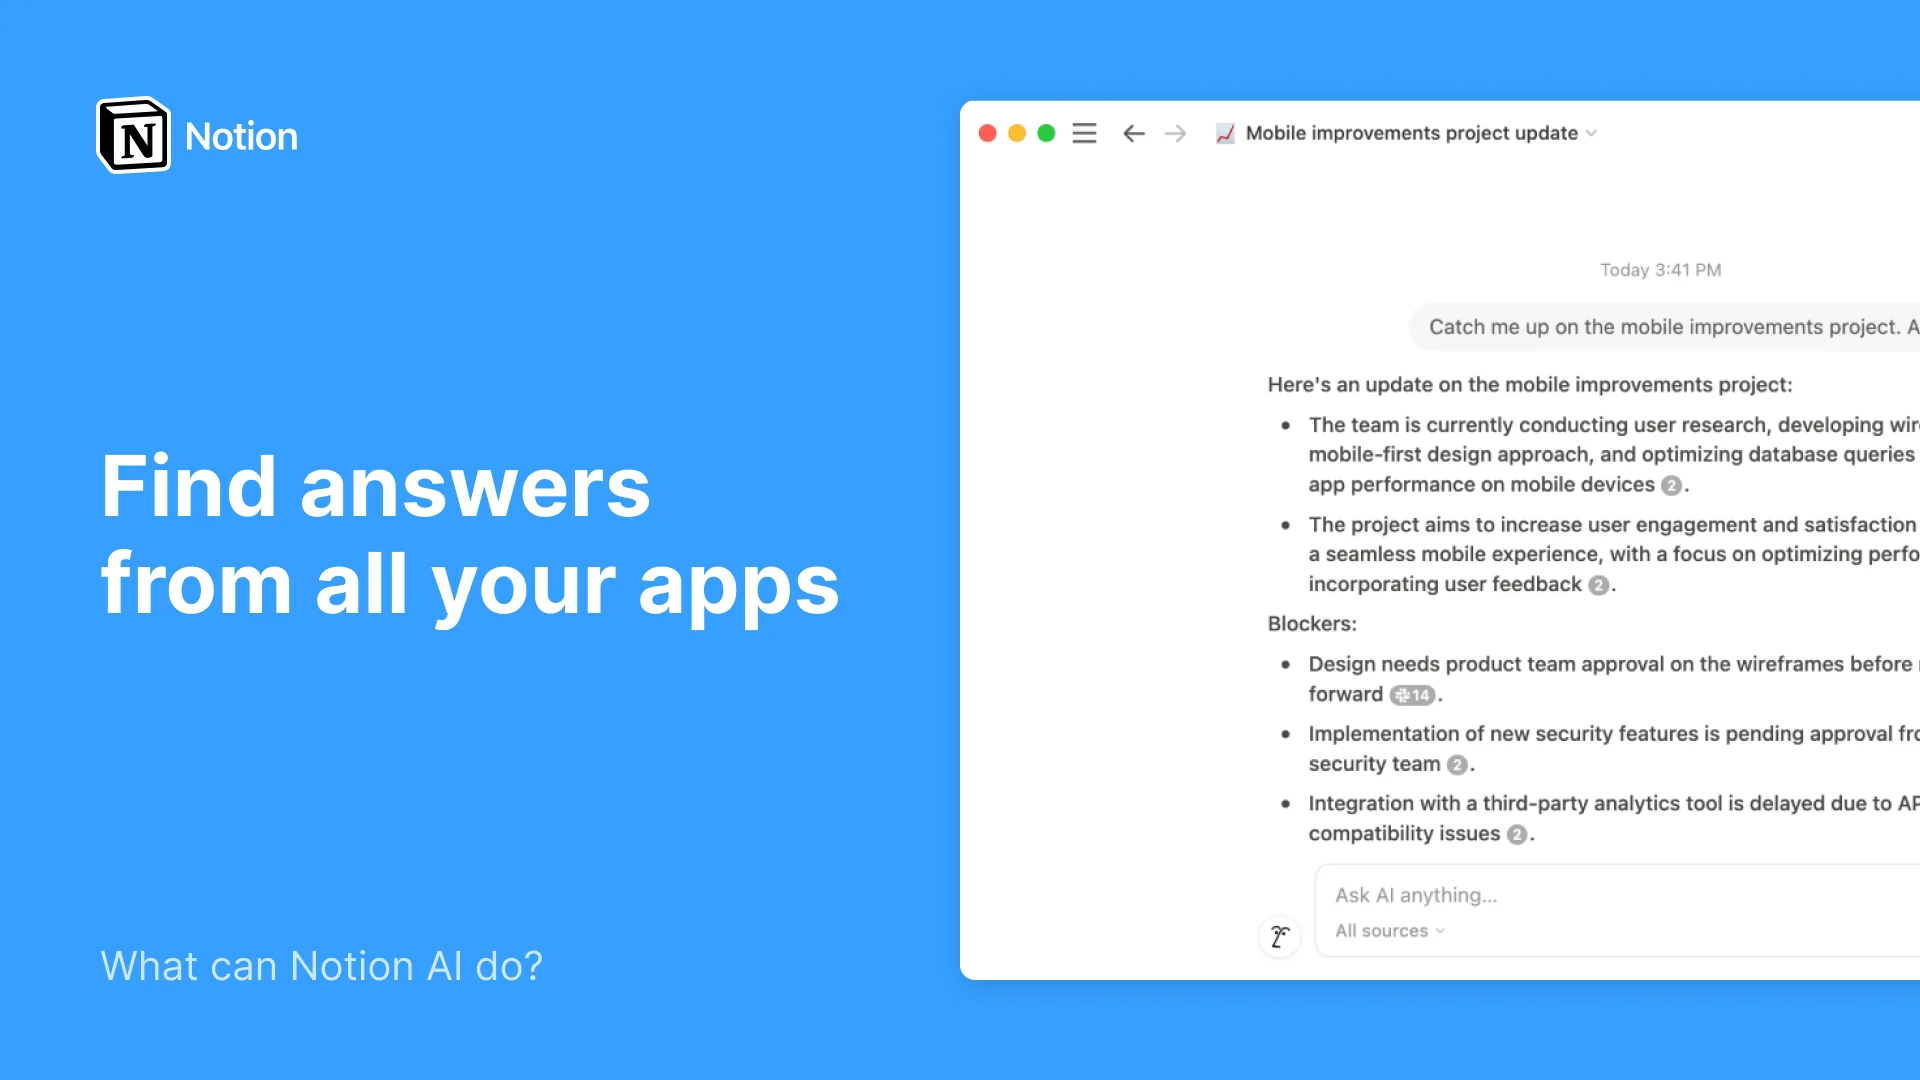 Notion
Find answers
from all your apps
What can Notion AI do?
Mobile improvements project update
Today 3:41 PM
Catch me up on the mobile improvements project. A
Here's an update on the mobile improvements project:
• The team is currently conducting user research, developing wir
mobile-first design approach, and optimizing database queries
app performance on mobile devices 2.
• The project aims to increase user engagement and satisfaction
a seamless mobile experience, with a focus on optimizing perfo
incorporating user feedback 2.
Blockers:
• Design needs product team approval on the wireframes before
forward 14.
• Implementation of new security features is pending approval fro
security team 2.
• Integration with a third-party analytics tool is delayed due to AP
compatibility issues 2.
Ask AI anything...
All sources